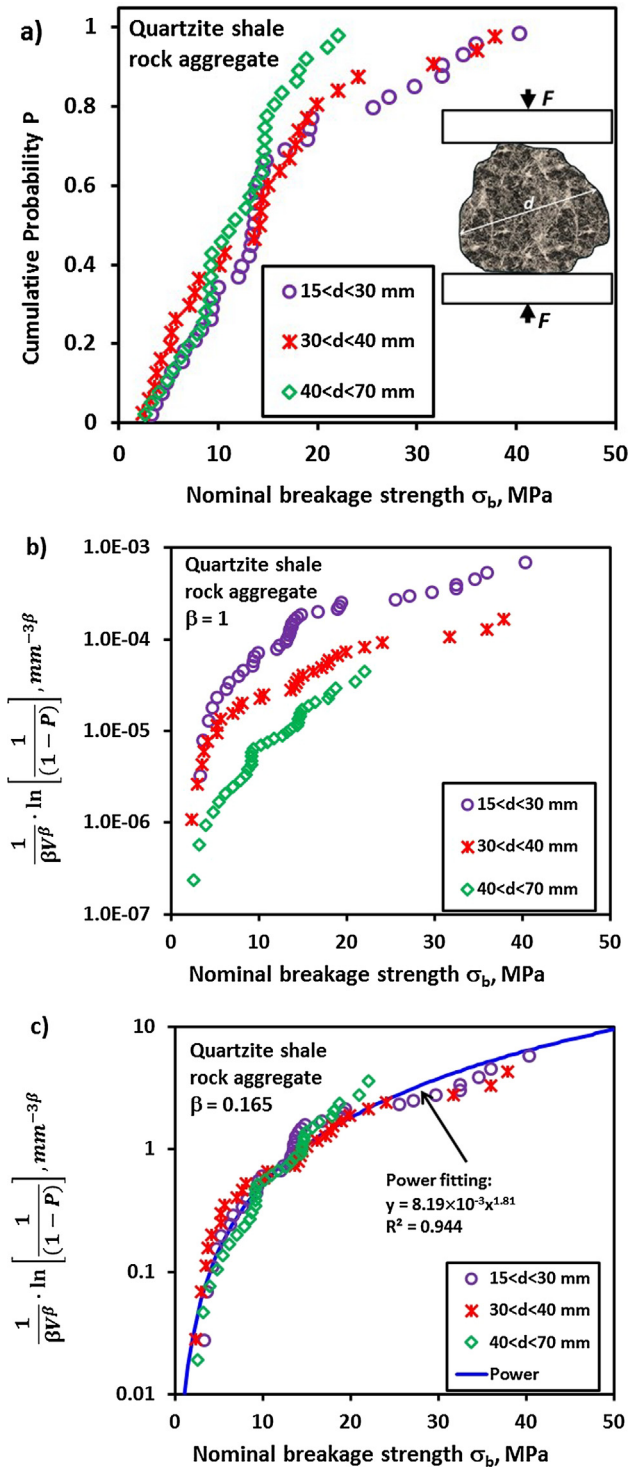 a)
Quartzite shale
rock aggregate
1
0.8
0.6
0.4
0.2
0
Cumulative Probability P
F
d
F
15<d<30 mm
30<d<40 mm
40<d<70 mm
0 10 20 30 40 50
Nominal breakage strength σb, MPa
b)
1.0E-03
1.0E-04
1.0E-05
1.0E-06
1.0E-07
Quartzite shale
rock aggregate
β = 1
1/βV^β · ln[1/(1 − P)], mm^−3β
15<d<30 mm
30<d<40 mm
40<d<70 mm
0 10 20 30 40 50
Nominal breakage strength σb, MPa
c)
10
1
0.1
0.01
Quartzite shale
rock aggregate
β = 0.165
1/βV^β · ln[1/(1 − P)], mm^−3β
Power fitting:
y = 8.19×10⁻³x¹·⁸¹
R² = 0.944
15<d<30 mm
30<d<40 mm
40<d<70 mm
Power
0 10 20 30 40 50
Nominal breakage strength σb, MPa